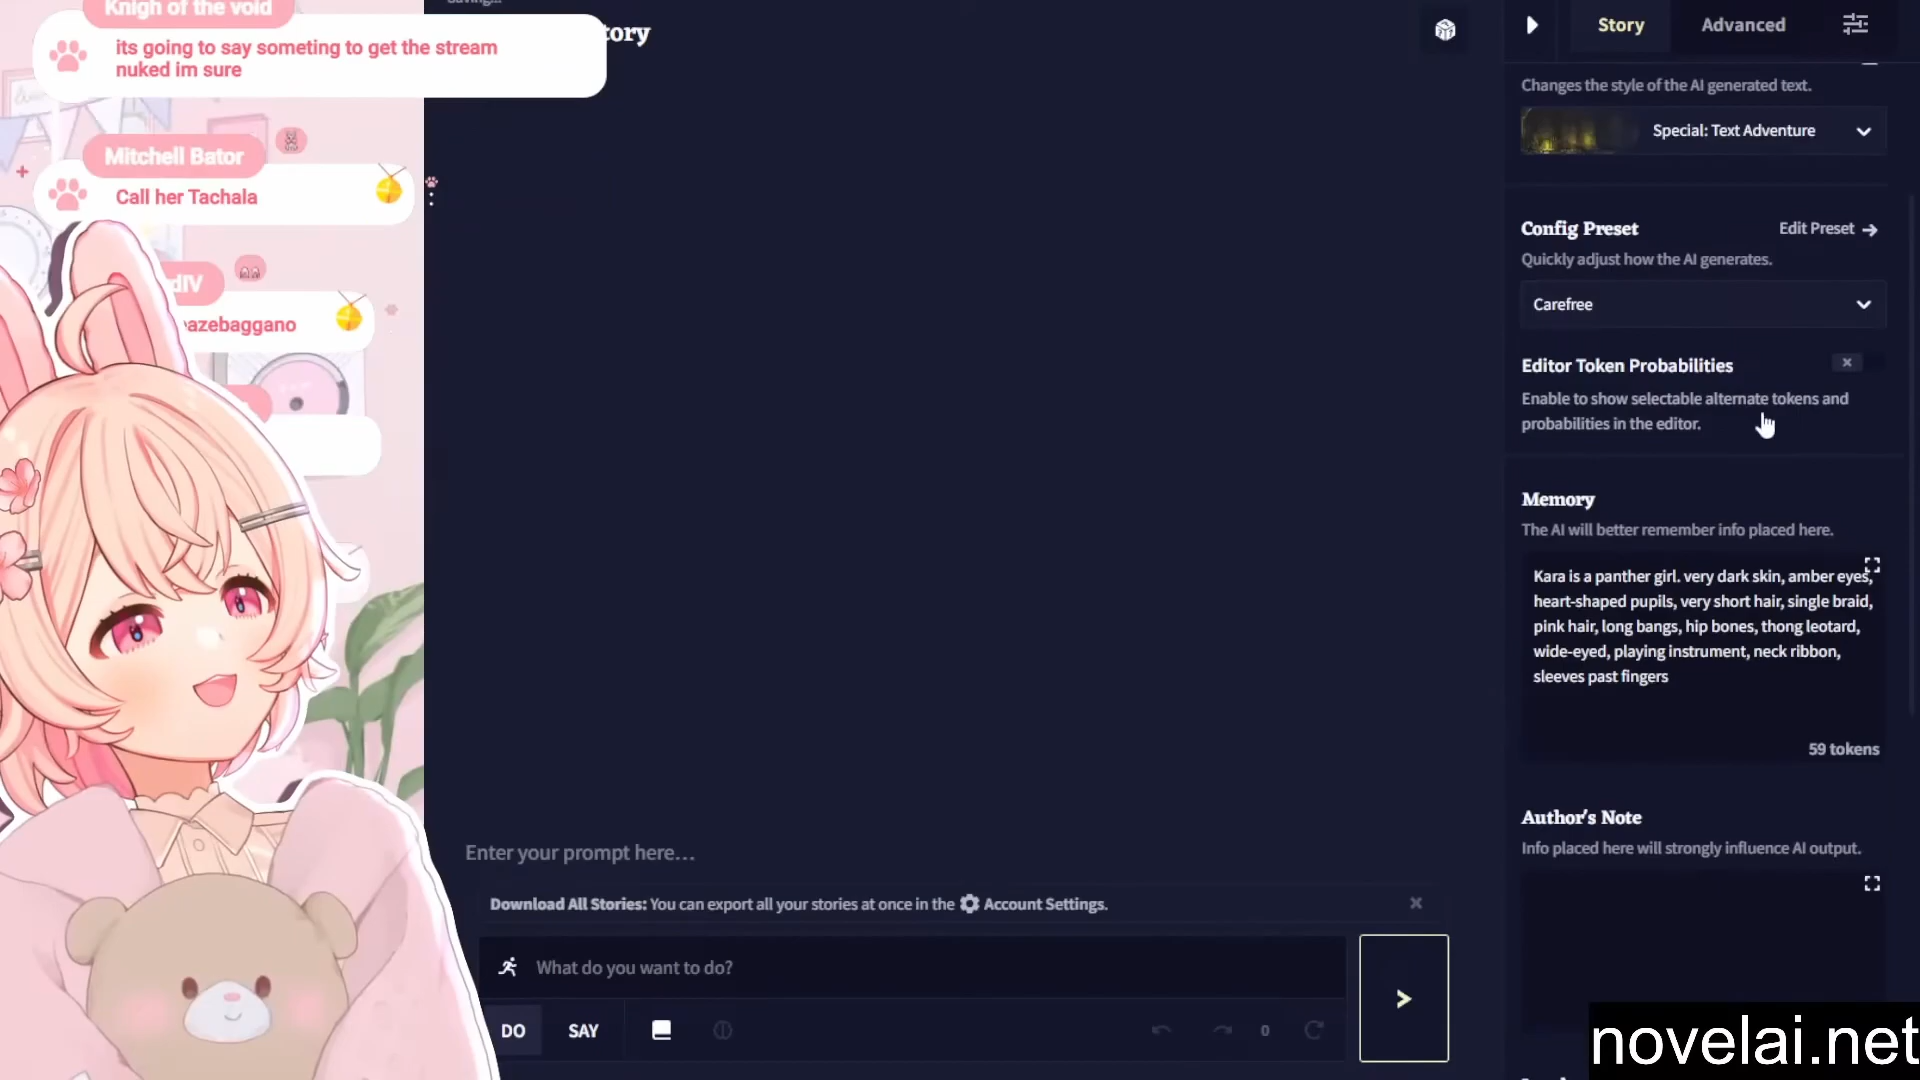 Knigh of the void
its going to say someting to get the stream
nuked im sure
Mitchell Bator
Call her Tachala
dIV
azebaggano
Saving...
tory
Story
Advanced
Changes the style of the AI generated text.
Special: Text Adventure
Config Preset
Edit Preset
Quickly adjust how the AI generates.
Carefree
Editor Token Probabilities
Enable to show selectable alternate tokens and
probabilities in the editor.
Memory
The AI will better remember info placed here.
Kara is a panther girl. very dark skin, amber eyes,
heart-shaped pupils, very short hair, single braid,
pink hair, long bangs, hip bones, thong leotard,
wide-eyed, playing instrument, neck ribbon,
sleeves past fingers
59 tokens
Author's Note
Info placed here will strongly influence AI output.
Enter your prompt here...
Download All Stories: You can export all your stories at once in the Account Settings.
What do you want to do?
DO
SAY
0
novelai.net